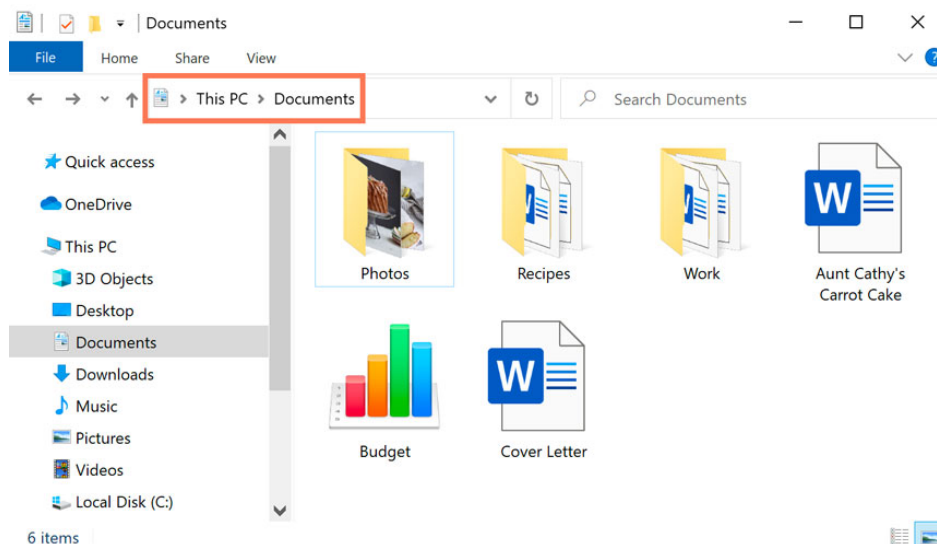 Documents
File Home Share View
This PC > Documents
Search Documents
Quick access
OneDrive
This PC
3D Objects
Desktop
Documents
Downloads
Music
Pictures
Videos
Local Disk (C:)
Photos
Recipes
Work
Aunt Cathy's
Carrot Cake
Budget
Cover Letter
6 items